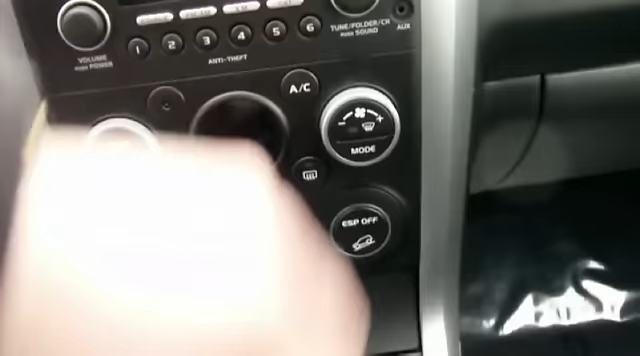 VOLUME
PUSH POWER
1 2 3 4 5 6
TUNE/FOLDER/CH
PUSH SOUND
AUX
ANTI-THEFT
A/C
- +
MODE
ESP OFF